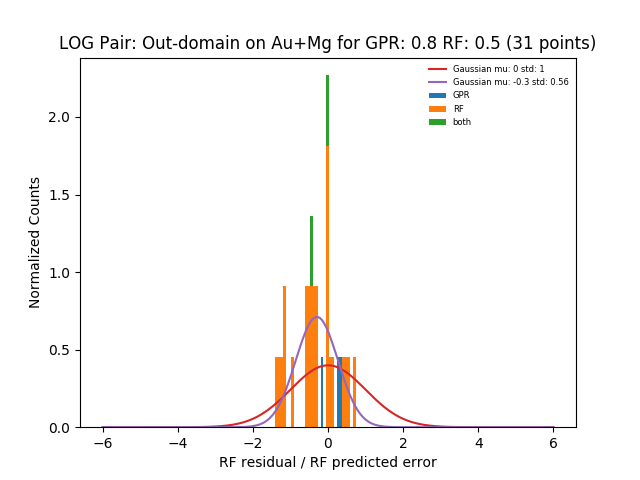 LOG Pair: Out-domain on Au+Mg for GPR: 0.8 RF: 0.5 (31 points)
Gaussian mu: 0 std: 1
Gaussian mu: -0.3 std: 0.56
GPR
RF
both
Normalized Counts
2.0
1.5
1.0
0.5
0.0
−6 −4 −2 0 2 4 6
RF residual / RF predicted error